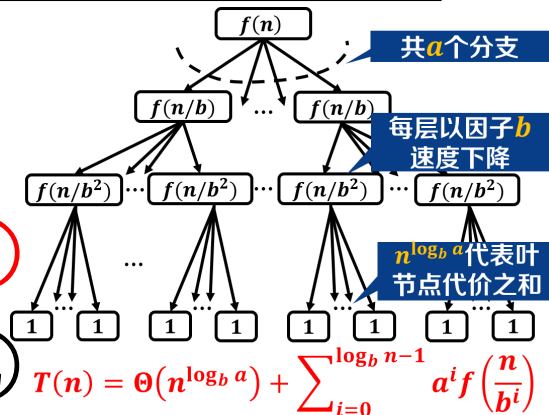 f(n)
共a个分支
f(n/b) ... f(n/b)
每层以因子b
速度下降
f(n/b²) ... f(n/b²) ... f(n/b²) ... f(n/b²)
n^{log_b a}代表叶
节点代价之和
...
... ... ... ...
1 1 1 1 1 1 1 1
T(n) = Θ(n^{log_b a}) + ∑_{i=0}^{log_b n−1} a^i f(n/b^i)